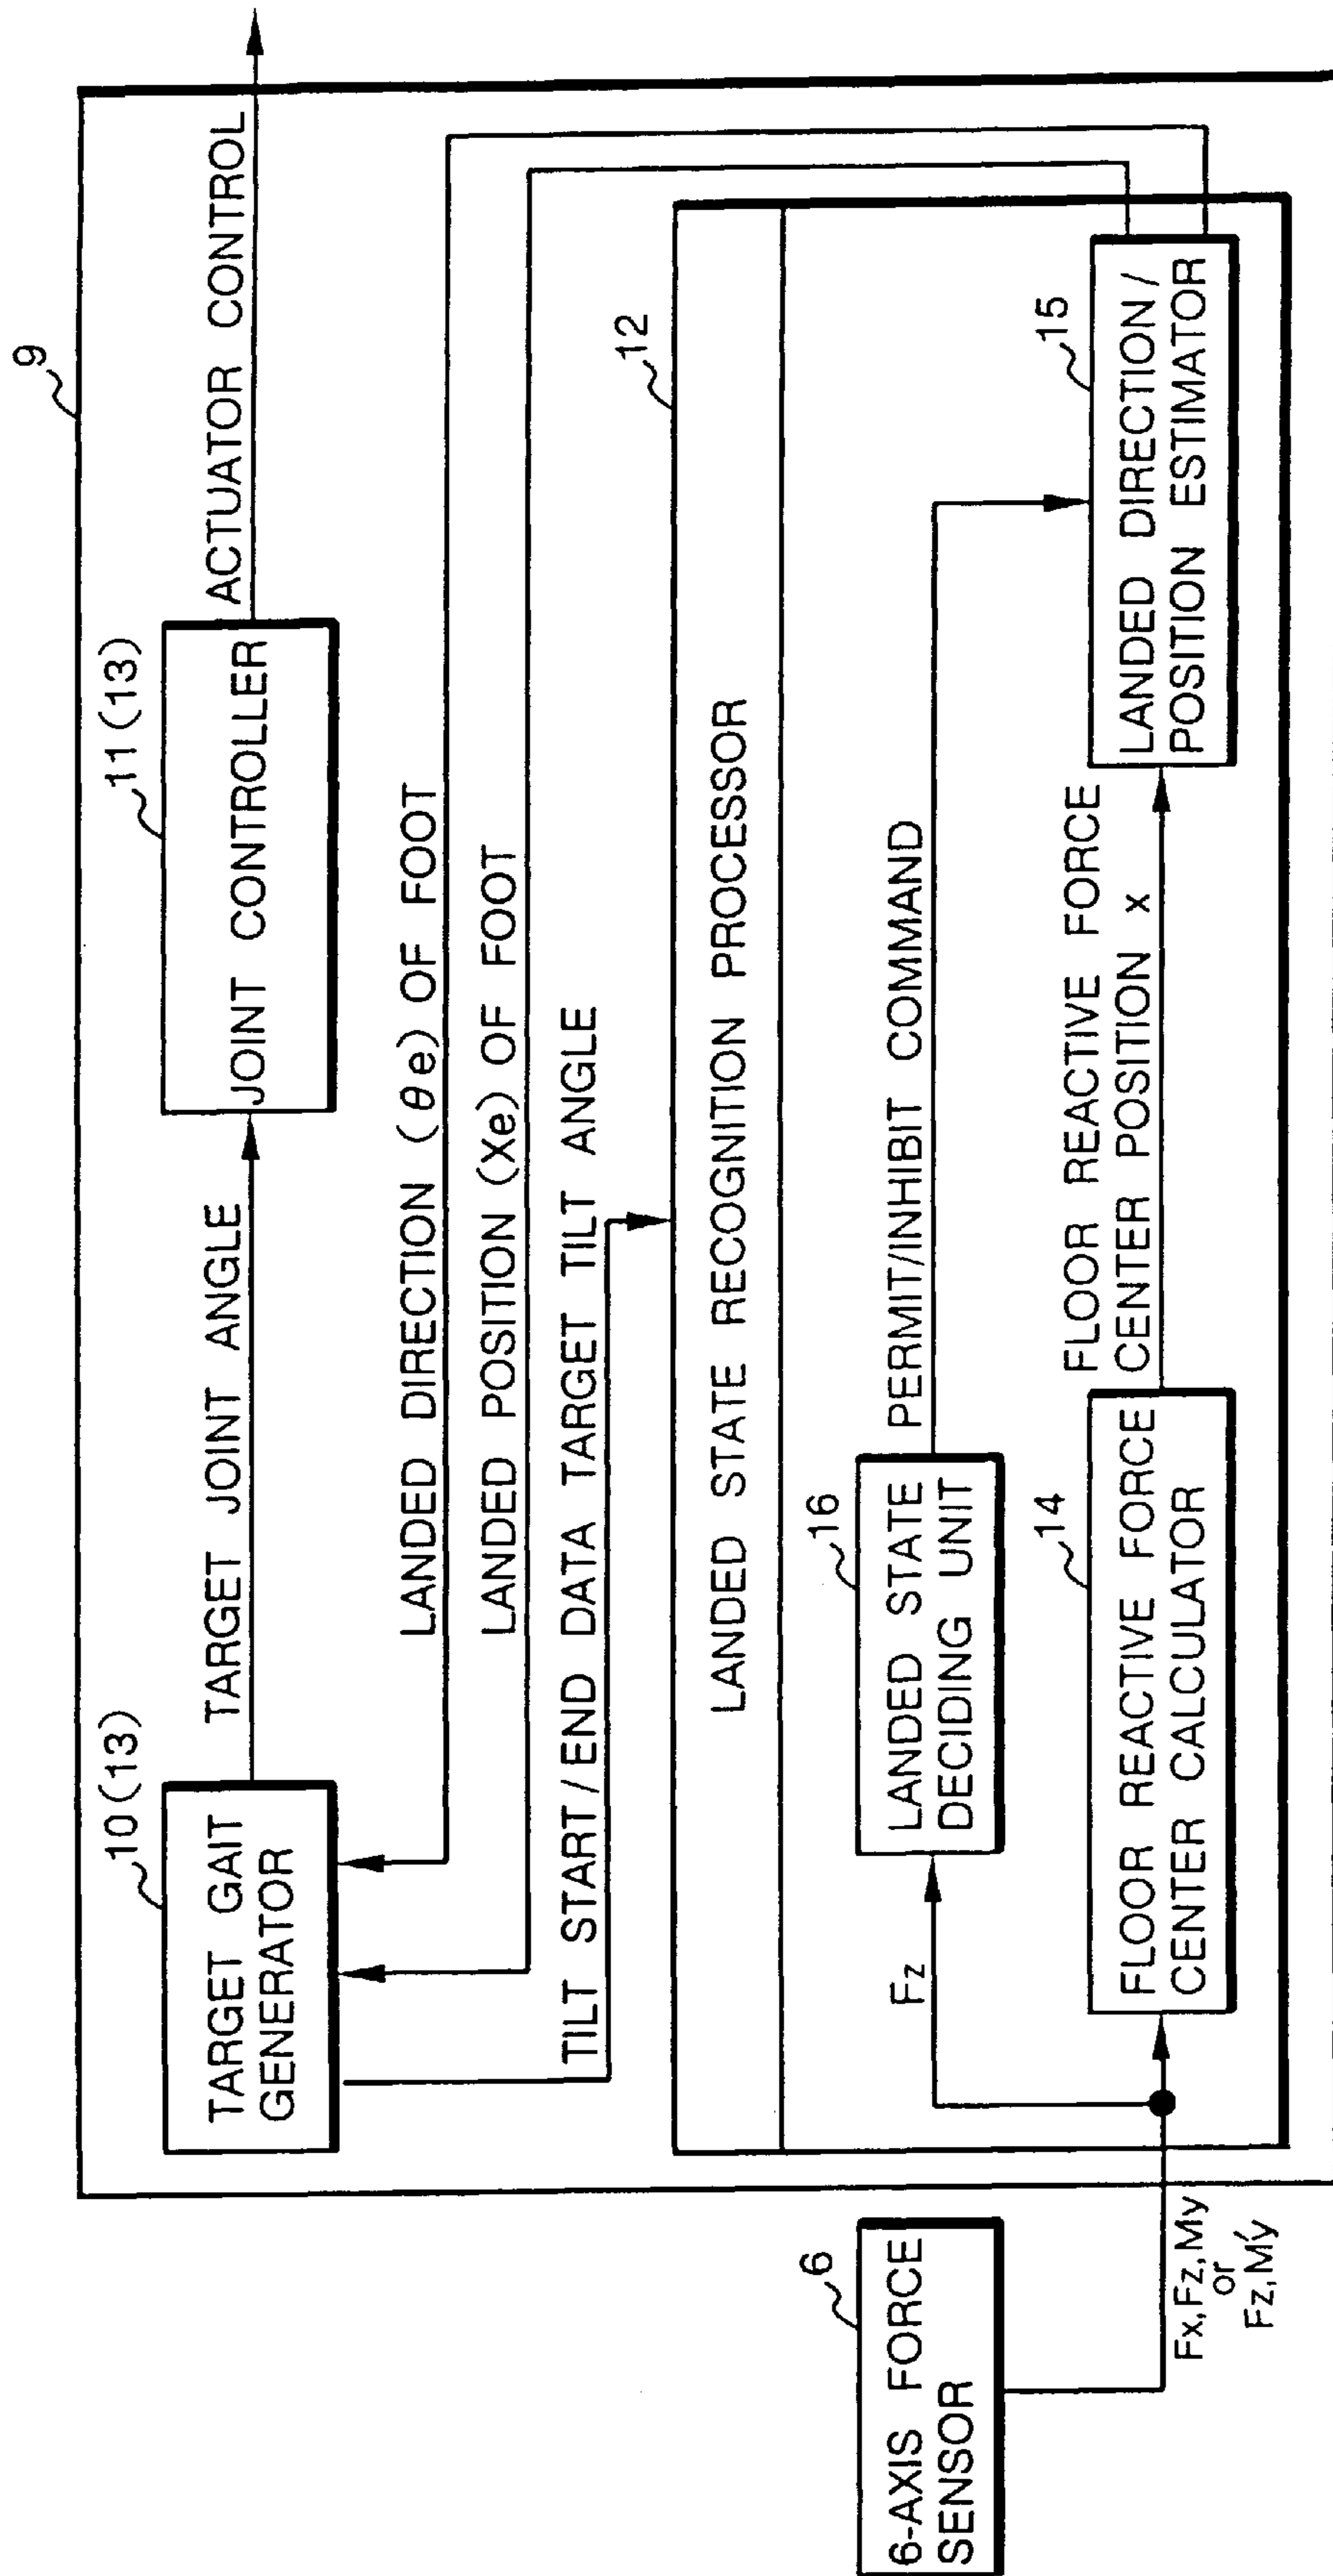 9
10(13)
TARGET GAIT
GENERATOR
TARGET JOINT ANGLE
11(13)
JOINT CONTROLLER
ACTUATOR CONTROL
LANDED DIRECTION (θe) OF FOOT
LANDED POSITION (Xe) OF FOOT
TILT START/END DATA TARGET TILT ANGLE
12
LANDED STATE RECOGNITION PROCESSOR
6
6-AXIS FORCE
SENSOR
Fx,Fz,My
or
Fz,M'y
Fz
16
LANDED STATE
DECIDING UNIT
PERMIT/INHIBIT COMMAND
14
FLOOR REACTIVE FORCE
CENTER CALCULATOR
FLOOR REACTIVE FORCE
CENTER POSITION x
15
LANDED DIRECTION/
POSITION ESTIMATOR